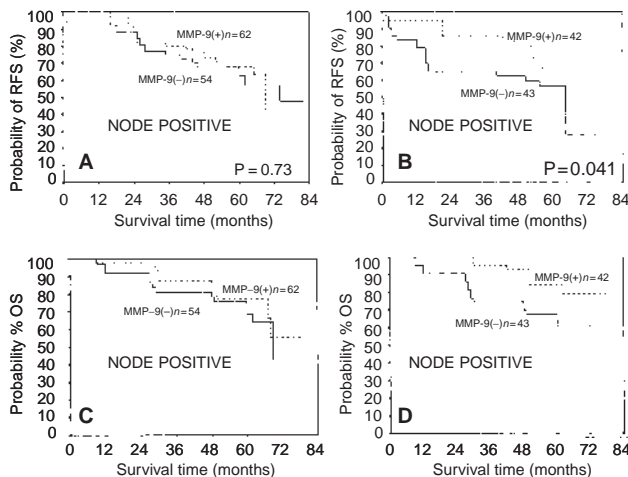 Probability of RFS (%)
100
90
80
70
60
50
40
30
20
10
0
MMP-9(+)n=62
MMP-9(−)n=54
NODE POSITIVE
A
P = 0.73
0 12 24 36 48 60 72 84
Survival time (months)
Probability of RFS (%)
100
90
80
70
60
50
40
30
20
10
0
MMP-9(+)n=42
MMP-9(−)n=43
NODE POSITIVE
B
P=0.041
0 12 24 36 48 60 72 84
Survival time (months)
Probability % OS
100
90
80
70
60
50
40
30
20
10
0
MMP−9(+)n=62
MMP−9(−)n=54
NODE POSITIVE
C
0 12 24 36 48 60 72 84
Survival time (months)
Probability % OS
100
90
80
70
60
50
40
30
20
10
0
MMP-9(+)n=42
MMP-9(−)n=43
NODE POSITIVE
D
0 12 24 36 48 60 72 84
Survival time (months)